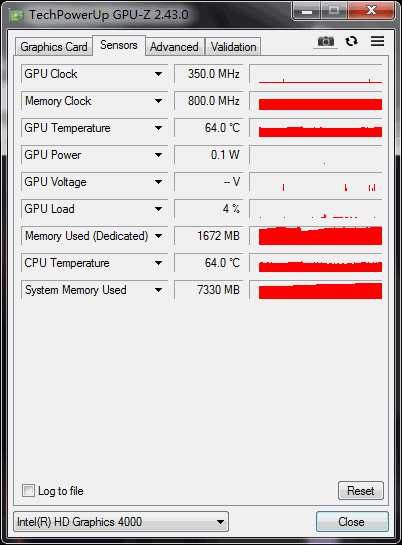 TechPowerUp GPU-Z 2.43.0
Graphics Card Sensors Advanced Validation
GPU Clock 350.0 MHz
Memory Clock 800.0 MHz
GPU Temperature 64.0 °C
GPU Power 0.1 W
GPU Voltage -- V
GPU Load 4 %
Memory Used (Dedicated) 1672 MB
CPU Temperature 64.0 °C
System Memory Used 7330 MB
Log to file Reset
Intel(R) HD Graphics 4000 Close